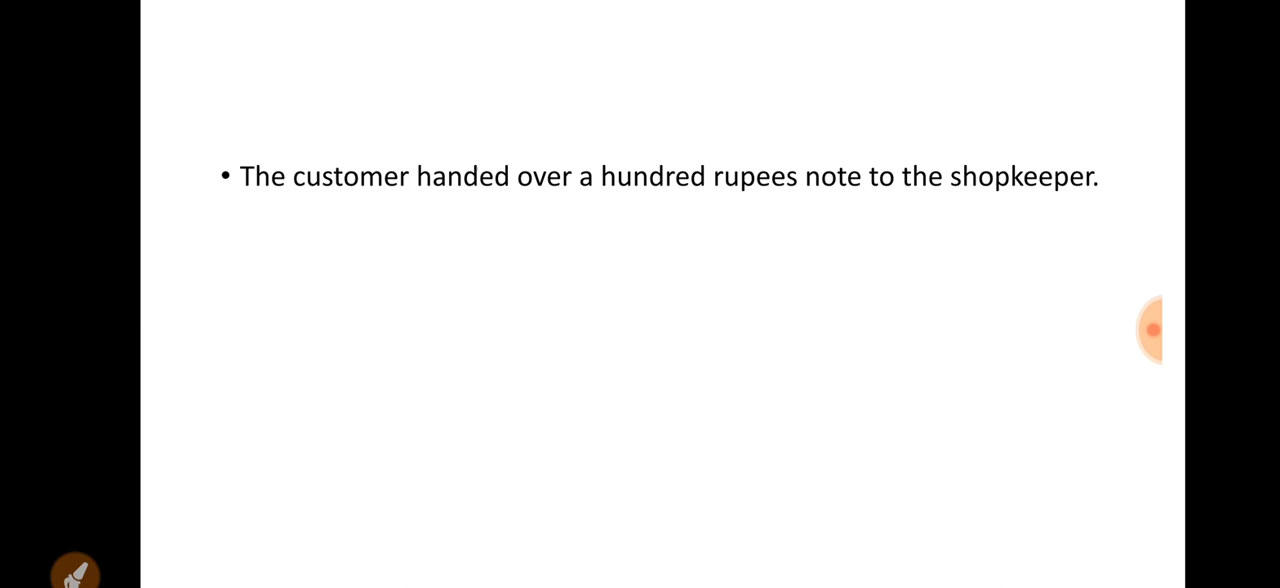 • The customer handed over a hundred rupees note to the shopkeeper.